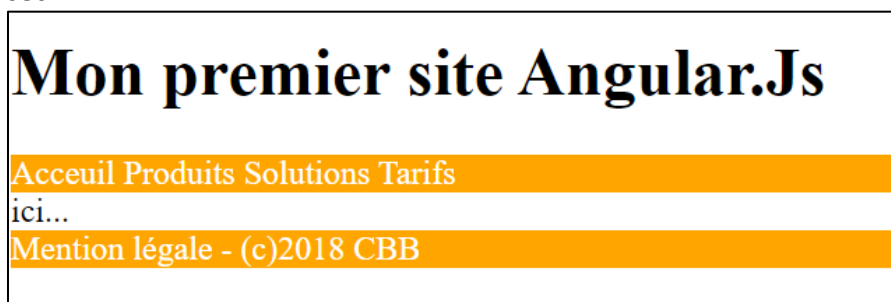 Mon premier site Angular.Js
Acceuil Produits Solutions Tarifs
ici...
Mention légale - (c)2018 CBB